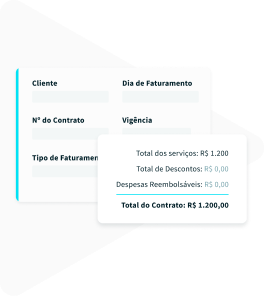 Cliente
Dia de Faturamento
Nº do Contrato
Vigência
Tipo de Faturamen
Total dos serviços: R$ 1.200
Total de Descontos: R$ 0,00
Despesas Reembolsáveis: R$ 0,00
Total do Contrato: R$ 1.200,00